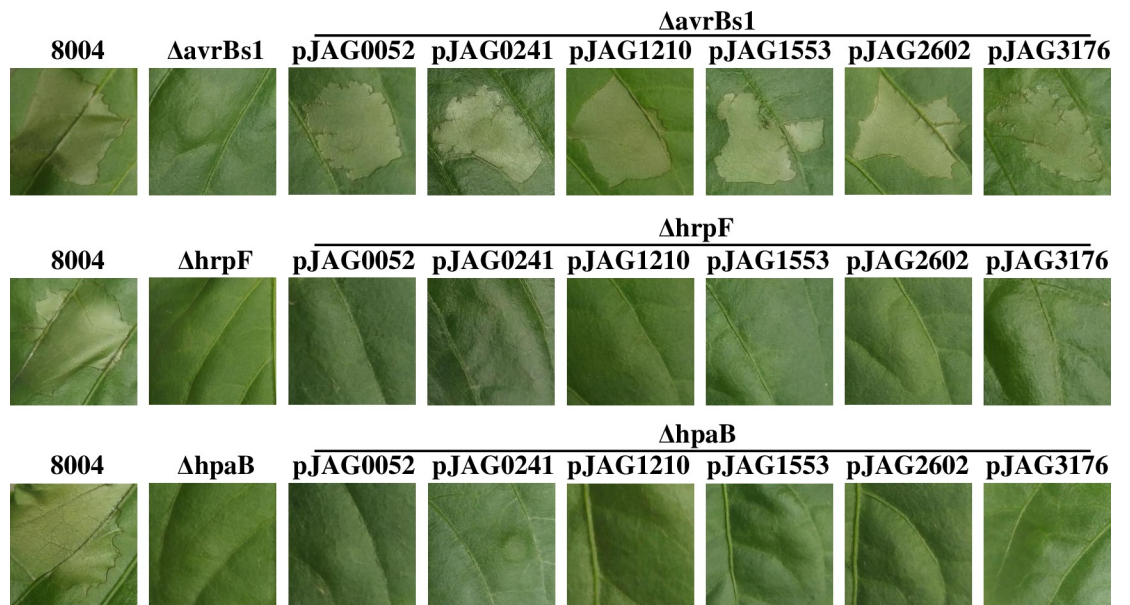 ΔavrBs1
8004 ΔavrBs1 pJAG0052 pJAG0241 pJAG1210 pJAG1553 pJAG2602 pJAG3176
ΔhrpF
8004 ΔhrpF pJAG0052 pJAG0241 pJAG1210 pJAG1553 pJAG2602 pJAG3176
ΔhpaB
8004 ΔhpaB pJAG0052 pJAG0241 pJAG1210 pJAG1553 pJAG2602 pJAG3176